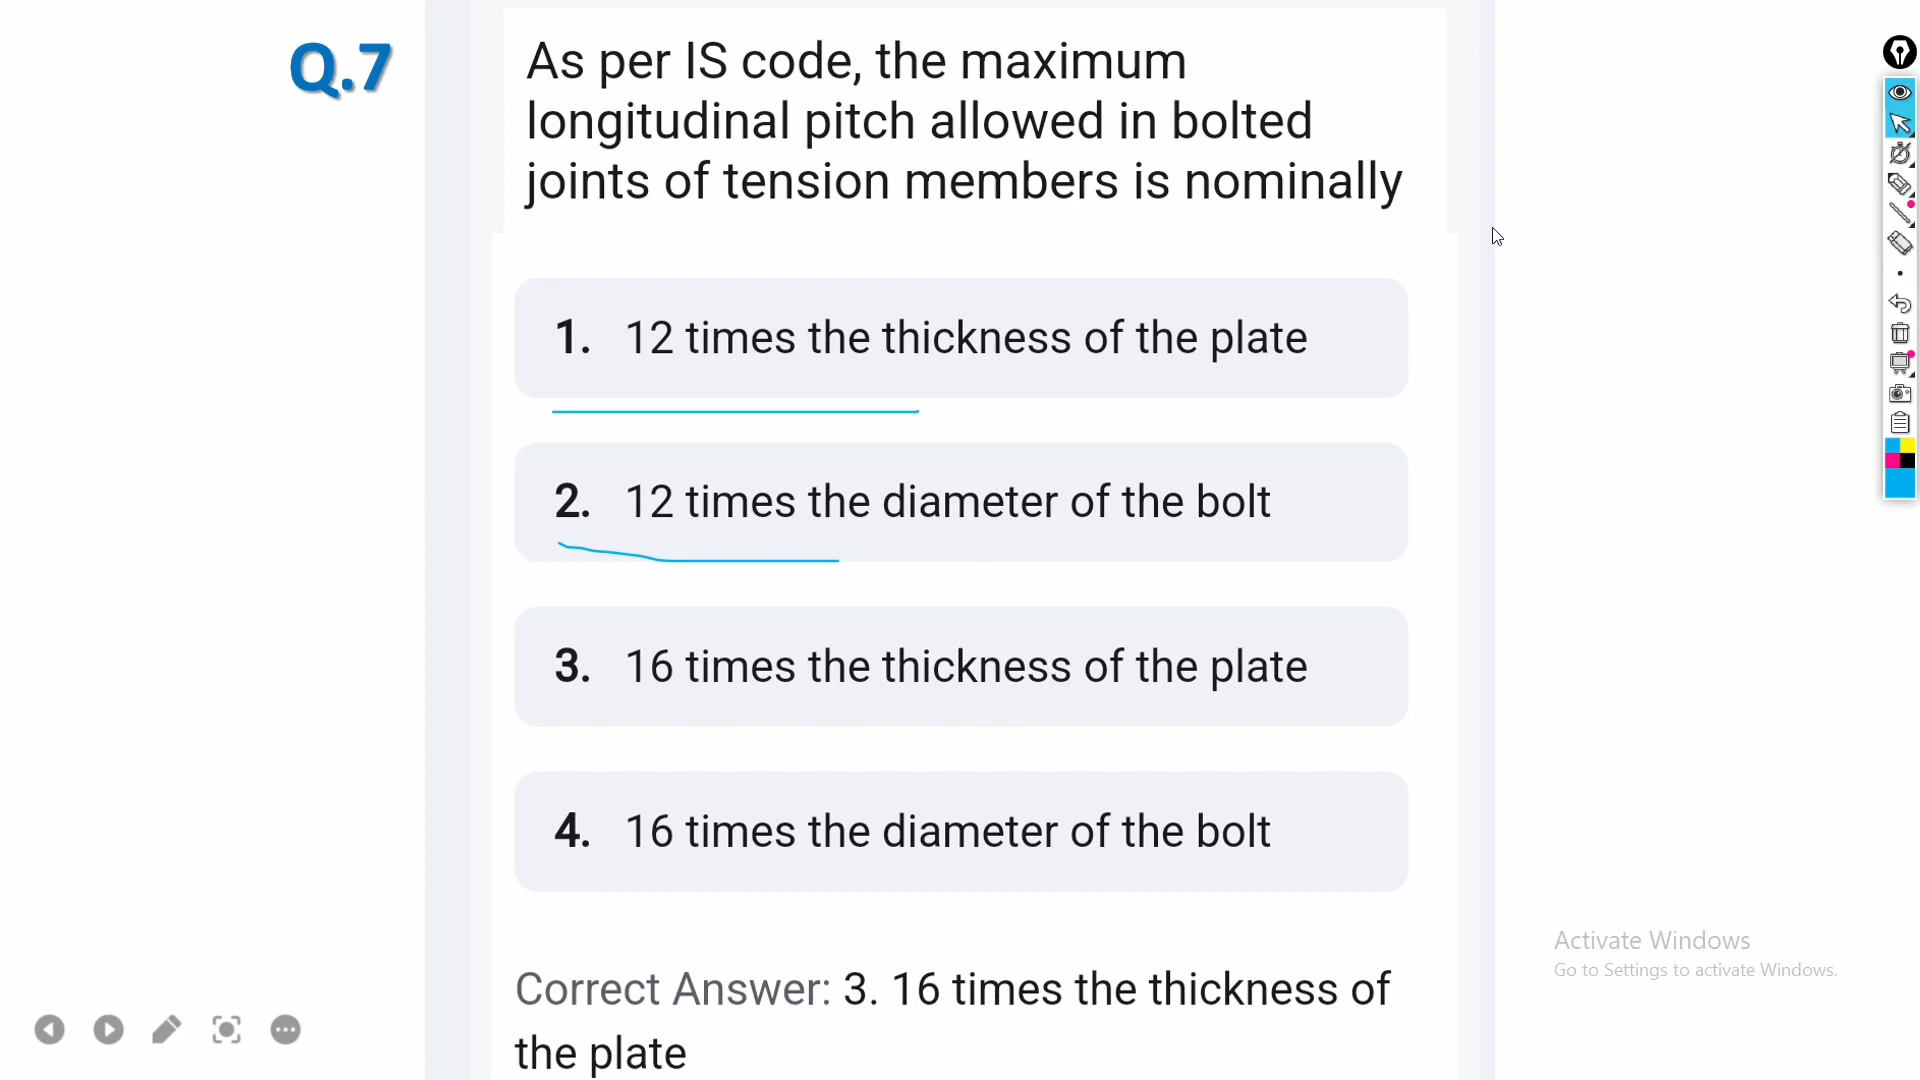 Q.7
As per IS code, the maximum
longitudinal pitch allowed in bolted
joints of tension members is nominally
1. 12 times the thickness of the plate
2. 12 times the diameter of the bolt
3. 16 times the thickness of the plate
4. 16 times the diameter of the bolt
Correct Answer: 3. 16 times the thickness of
the plate
Activate Windows
Go to Settings to activate Windows.